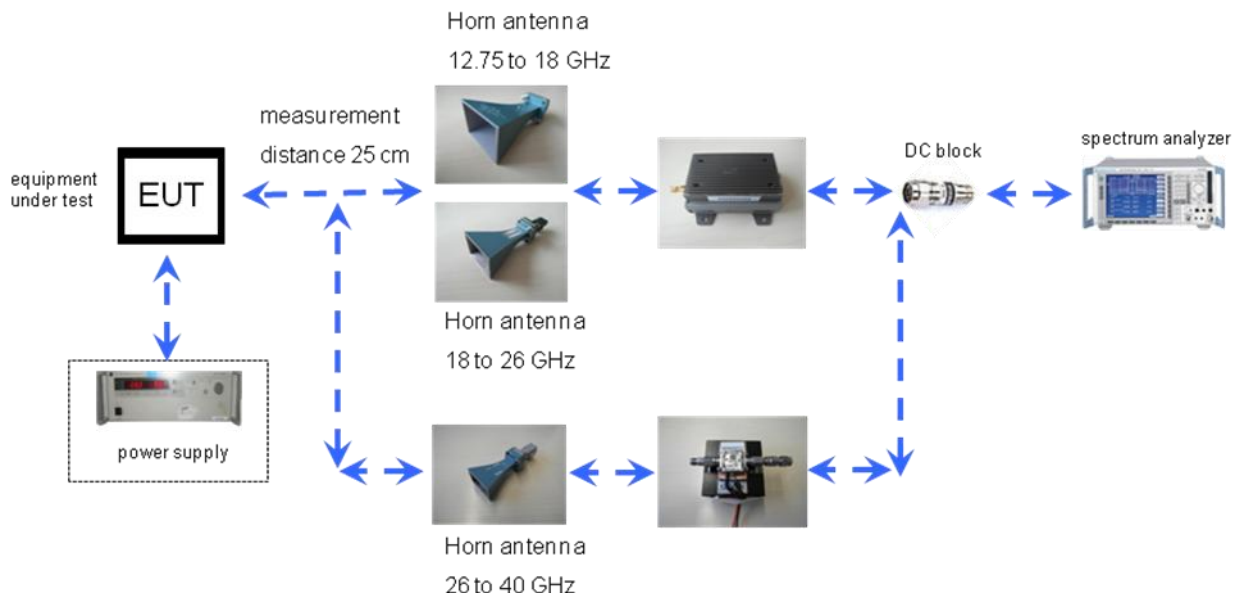 Horn antenna
12.75 to 18 GHz
measurement
distance 25 cm
equipment
under test
EUT
DC block
spectrum analyzer
Horn antenna
18 to 26 GHz
power supply
Horn antenna
26 to 40 GHz